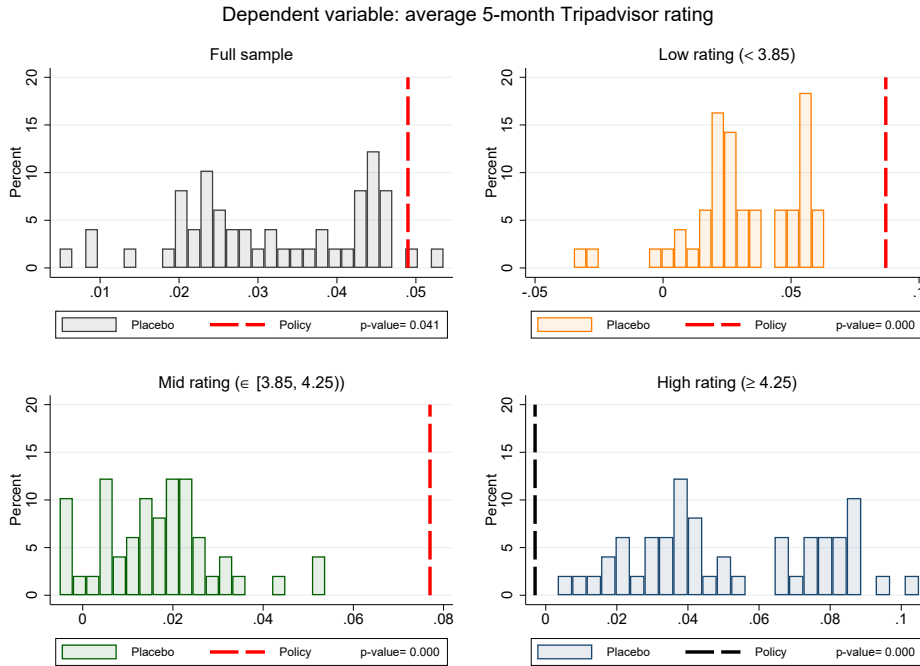 Dependent variable: average 5-month Tripadvisor rating
Full sample
Percent
0 5 10 15 20
.01 .02 .03 .04 .05
Placebo Policy p-value= 0.041
Low rating (< 3.85)
Percent
0 5 10 15 20
-.05 0 .05 .1
Placebo Policy p-value= 0.000
Mid rating (∈ [3.85, 4.25))
Percent
0 5 10 15 20
0 .02 .04 .06 .08
Placebo Policy p-value= 0.000
High rating (≥ 4.25)
Percent
0 5 10 15 20
0 .02 .04 .06 .08 .1
Placebo Policy p-value= 0.000